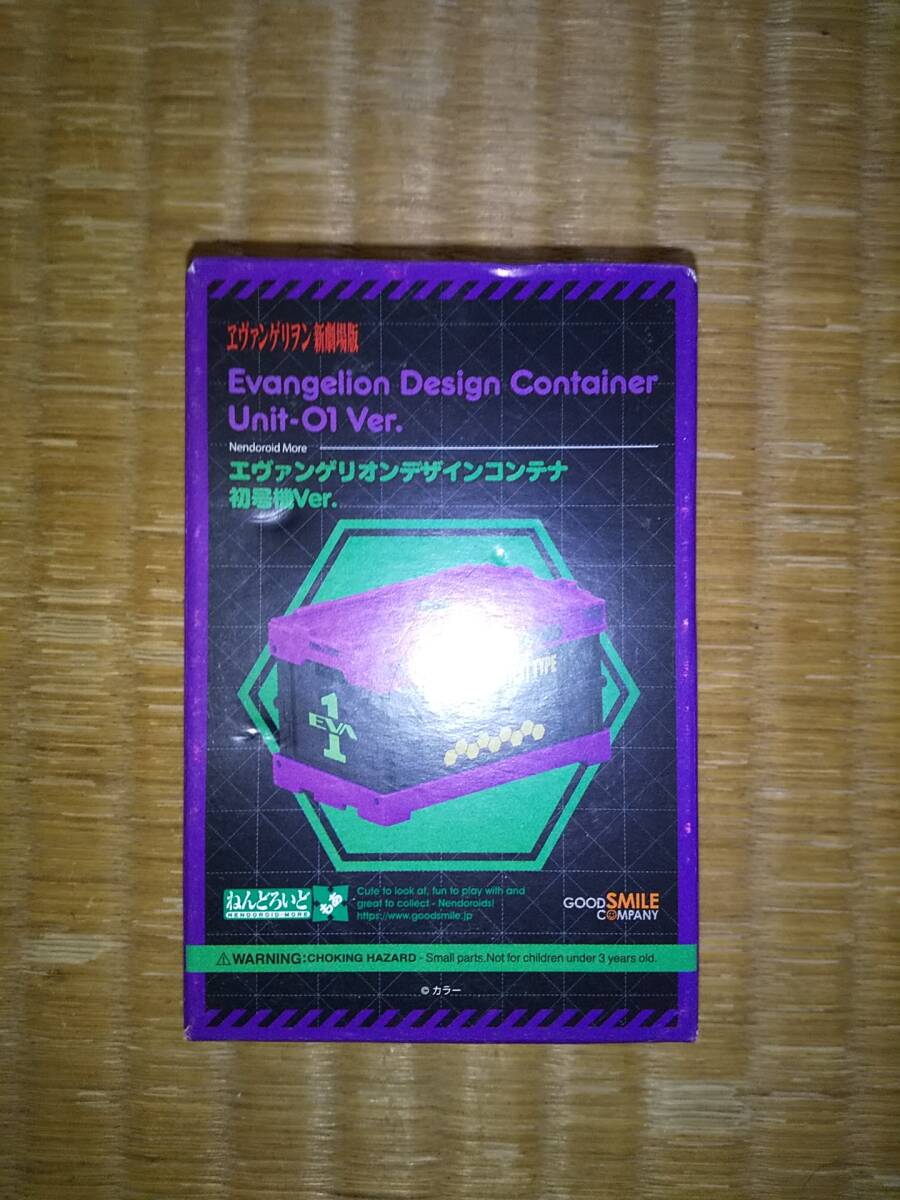 ヱヴァンゲリヲン新劇場版
Evangelion Design Container
Unit-01 Ver.
Nendoroid More
エヴァンゲリオンデザインコンテナ
初号機Ver.
TYPE
1
EVA
ねんどろいど
もあ
NENDOROID MORE
Cute to look at, fun to play with and
great to collect - Nendoroids!
https://www.goodsmile.jp
GOOD SMILE
COMPANY
⚠WARNING:CHOKING HAZARD - Small parts.Not for children under 3 years old.
© カラー